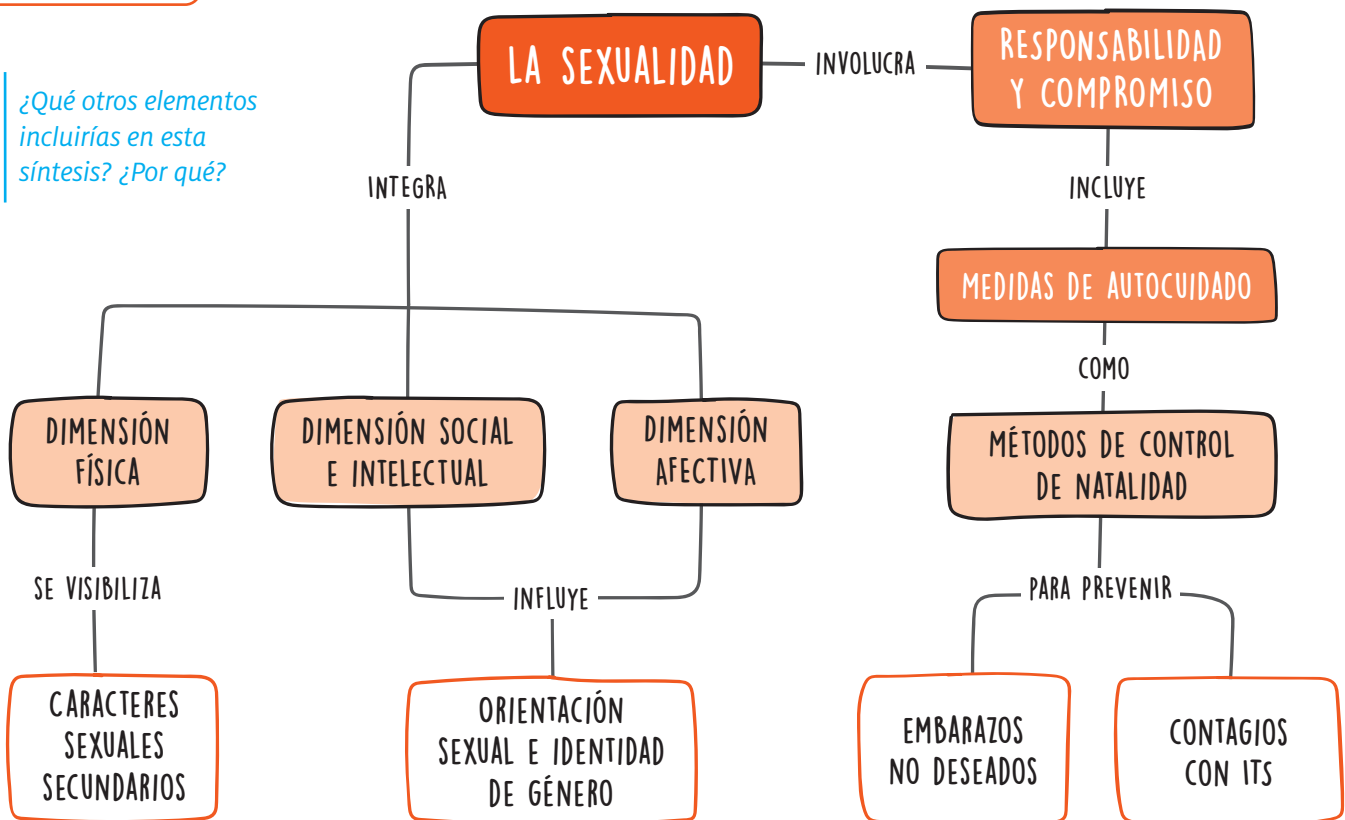 LA SEXUALIDAD
INVOLUCRA
RESPONSABILIDAD
Y COMPROMISO
¿Qué otros elementos
incluirías en esta
síntesis? ¿Por qué?
INTEGRA
INCLUYE
MEDIDAS DE AUTOCUIDADO
COMO
DIMENSIÓN
FÍSICA
DIMENSIÓN SOCIAL
E INTELECTUAL
DIMENSIÓN
AFECTIVA
MÉTODOS DE CONTROL
DE NATALIDAD
SE VISIBILIZA
INFLUYE
PARA PREVENIR
CARACTERES
SEXUALES
SECUNDARIOS
ORIENTACIÓN
SEXUAL E IDENTIDAD
DE GÉNERO
EMBARAZOS
NO DESEADOS
CONTAGIOS
CON ITS